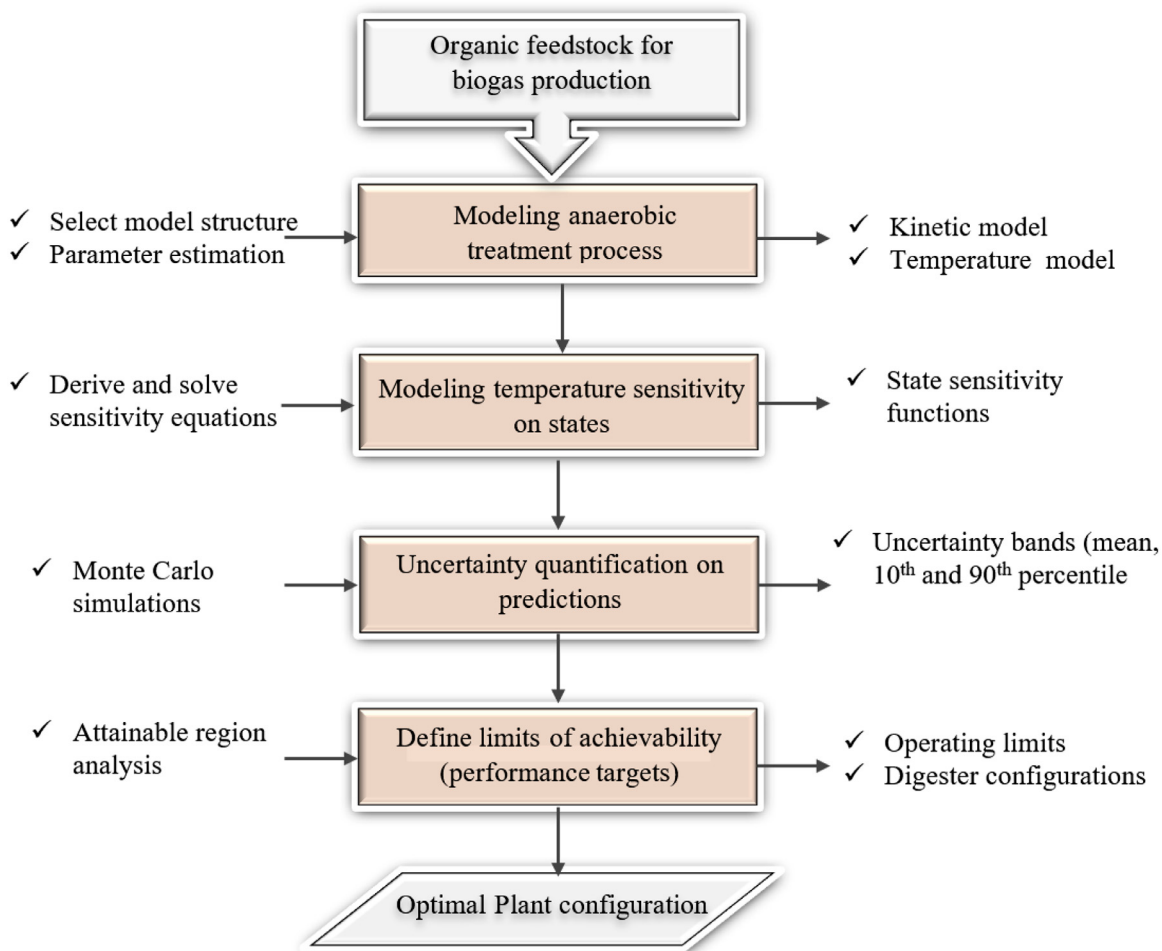 Organic feedstock for
biogas production
✓ Select model structure
✓ Parameter estimation
Modeling anaerobic
treatment process
✓ Kinetic model
✓ Temperature model
✓ Derive and solve
sensitivity equations
Modeling temperature sensitivity
on states
✓ State sensitivity
functions
✓ Monte Carlo
simulations
Uncertainty quantification on
predictions
✓ Uncertainty bands (mean,
10th and 90th percentile
✓ Attainable region
analysis
Define limits of achievability
(performance targets)
✓ Operating limits
✓ Digester configurations
Optimal Plant configuration